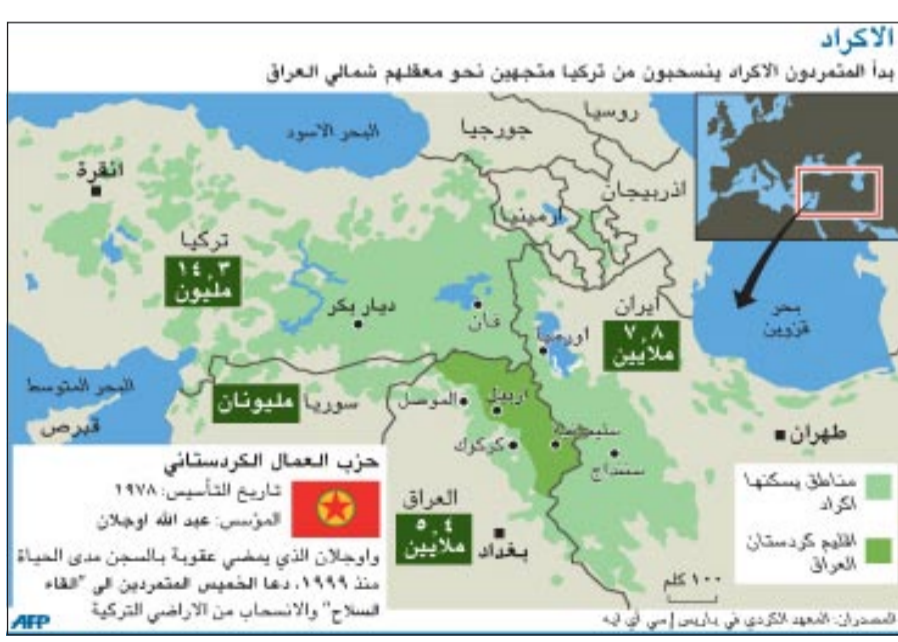 الاكراد
بدأ المتمردون الاكراد ينسحبون من تركيا متجهين نحو معقلهم شمالي العراق
روسيا
البحر الاسود
جورجيا
انقرة
اذربيجان
أرمينيا
تركيا
١٤,٣
مليون
ديار بكر
فان
ايران
٧,٨
ملايين
اورميا
بحر
قزوين
البحر المتوسط
قبرص
سوريا
مليونان
الموصل
اربيل
كركوك
سننداج
طهران
العراق
٥,٤
ملايين
بغداد
حزب العمال الكردستاني
تاريخ التأسيس: ١٩٧٨
المؤسس: عبد الله اوجلان
واوجلان الذي يمضي عقوبة بالسجن مدى الحياة
منذ ١٩٩٩، دعا الخميس المتمردين الى "القاء
السلاح" والانسحاب من الاراضي التركية
مناطق يسكنها
اكراد
اقليم كردستان
العراق
١٠٠ كلم
المصدران: المعهد الكردي في باريس | سي آي ايه
AFP